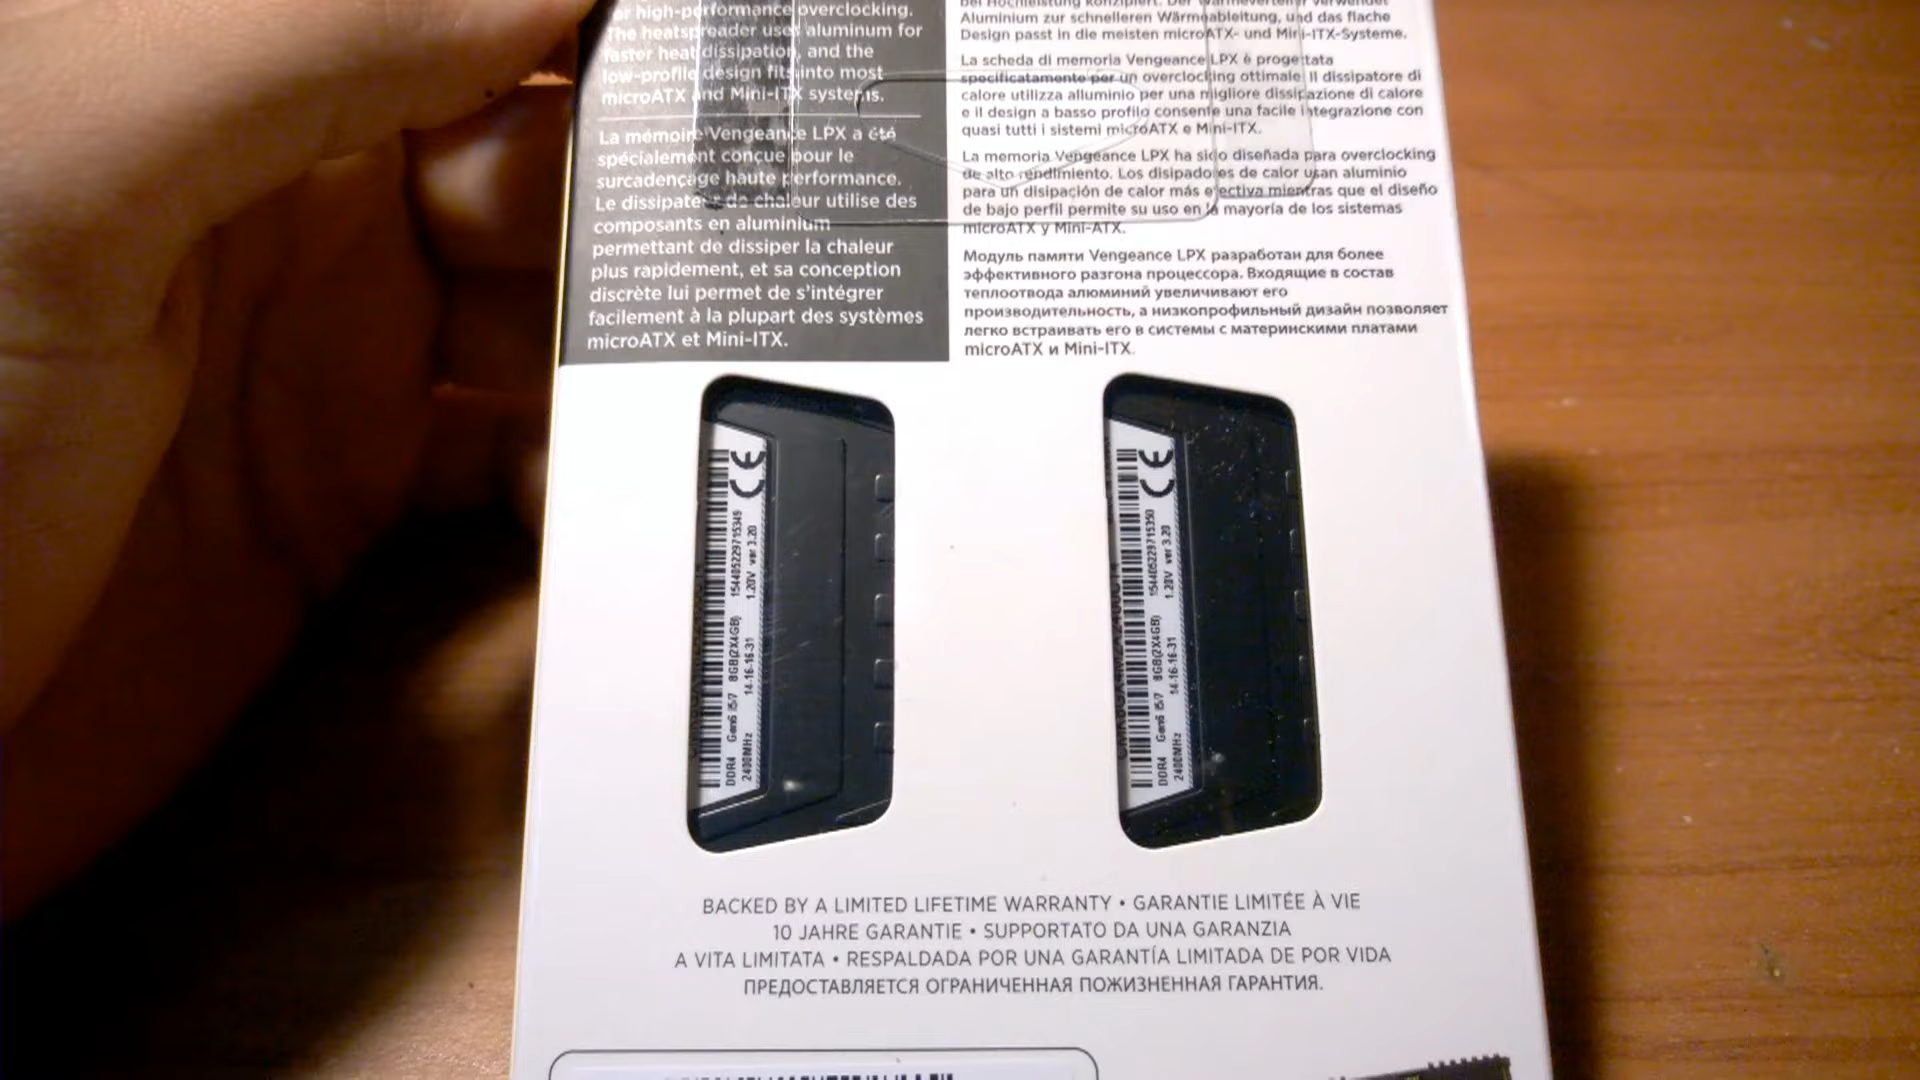 for high-performance overclocking.
The heatspreader uses aluminum for
faster heat dissipation, and the
low-profile design fits into most
microATX and Mini-ITX systems.
La mémoire Vengeance LPX a été
spécialement conçue pour le
surcadençage haute performance.
Le dissipateur de chaleur utilise des
composants en aluminium
permettant de dissiper la chaleur
plus rapidement, et sa conception
discrète lui permet de s'intégrer
facilement à la plupart des systèmes
microATX et Mini-ITX.
bei Hochleistung konzipiert. Der Wärmeverteiler verwendet
Aluminium zur schnelleren Wärmeableitung, und das flache
Design passt in die meisten microATX- und Mini-ITX-Systeme.
La scheda di memoria Vengeance LPX è progettata
specificatamente per un overclocking ottimale. Il dissipatore di
calore utilizza alluminio per una migliore dissipazione di calore
e il design a basso profilo consente una facile integrazione con
quasi tutti i sistemi microATX e Mini-ITX.
La memoria Vengeance LPX ha sido diseñada para overclocking
de alto rendimiento. Los disipadores de calor usan aluminio
para un disipación de calor más efectiva mientras que el diseño
de bajo perfil permite su uso en la mayoría de los sistemas
microATX y Mini-ATX.
Модуль памяти Vengeance LPX разработан для более
эффективного разгона процессора. Входящие в состав
теплоотвода алюминий увеличивают его
производительность, а низкопрофильный дизайн позволяет
легко встраивать его в системы с материнскими платами
microATX и Mini-ITX.
DDR4 Gen6 i5/7 8GB(2X4GB) 15440522971 5349
2400MHz 14-16-16-31 1.20V ver 3.20
CE
DDR4 Gen6 i5/7 8GB(2X4GB) 15440522971 5350
2400MHz 14-16-16-31 1.20V ver 3.20
CE
BACKED BY A LIMITED LIFETIME WARRANTY • GARANTIE LIMITÉE À VIE
10 JAHRE GARANTIE • SUPPORTATO DA UNA GARANZIA
A VITA LIMITATA • RESPALDADA POR UNA GARANTÍA LIMITADA DE POR VIDA
ПРЕДОСТАВЛЯЕТСЯ ОГРАНИЧЕННАЯ ПОЖИЗНЕННАЯ ГАРАНТИЯ.